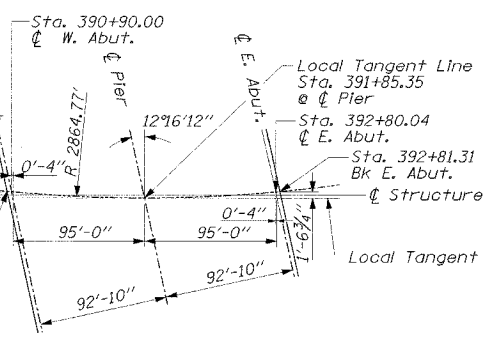 Sta. 390+90.00
℄ W. Abut.
℄ Pier
℄ E. Abut.
Local Tangent Line
Sta. 391+85.35
@ ℄ Pier
R 2864.77'
12°16'12"
Sta. 392+80.04
℄ E. Abut.
Sta. 392+81.31
Bk E. Abut.
0'-4"
℄ Structure
0'-4"
95'-0"
95'-0"
1'-6 3/4"
Local Tangent
92'-10"
92'-10"